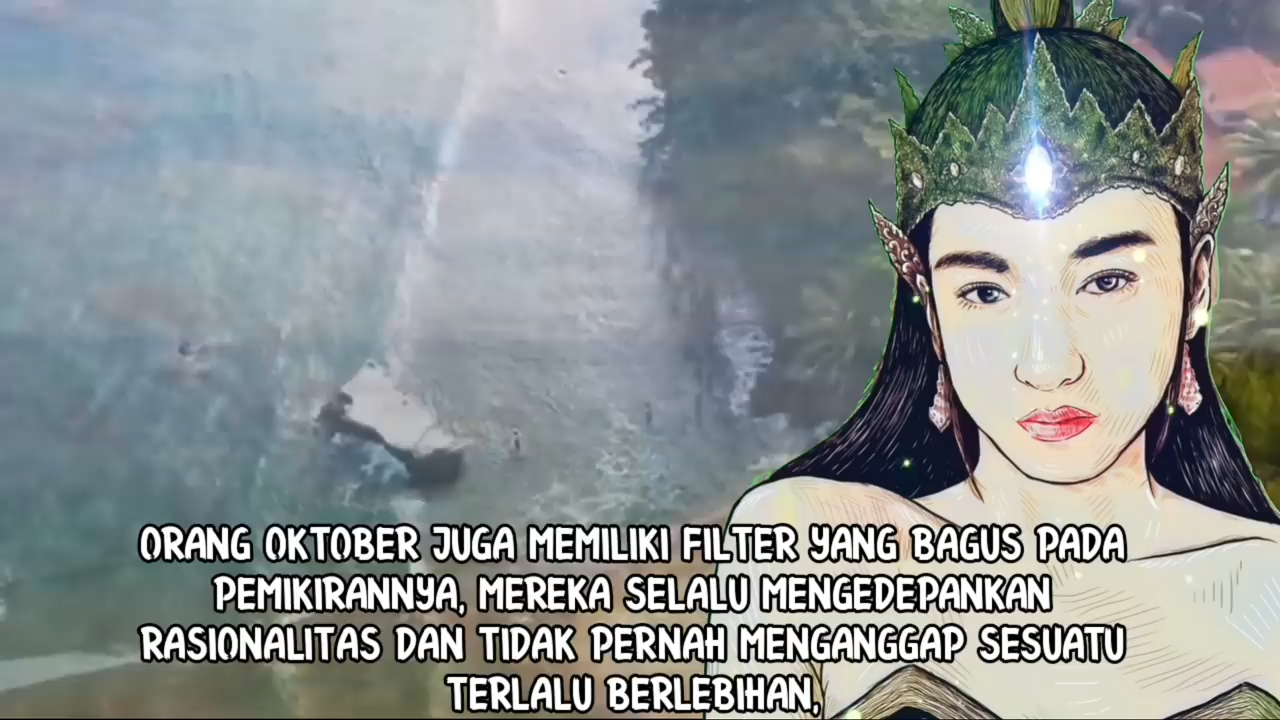 ORANG OKTOBER JUGA MEMILIKI FILTER YANG BAGUS PADA
PEMIKIRANNYA, MEREKA SELALU MENGEDEPANKAN
RASIONALITAS DAN TIDAK PERNAH MENGANGGAP SESUATU
TERLALU BERLEBIHAN,